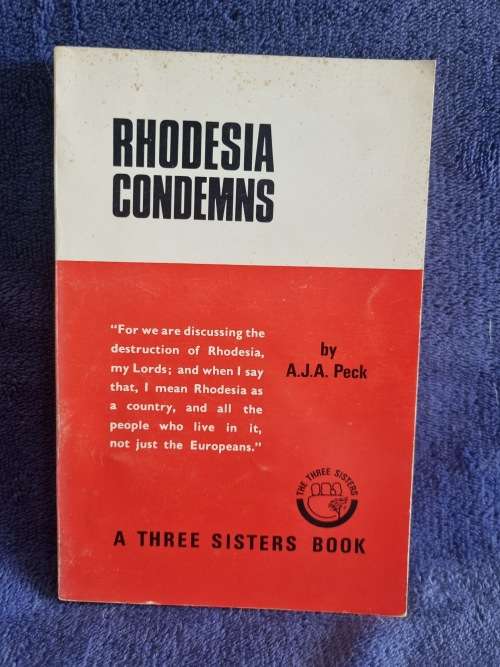 RHODESIA
CONDEMNS
"For we are discussing the
destruction of Rhodesia,
my Lords; and when I say
that, I mean Rhodesia as
a country, and all the
people who live in it,
not just the Europeans."
by
A.J.A. Peck
THE THREE SISTERS
A THREE SISTERS BOOK